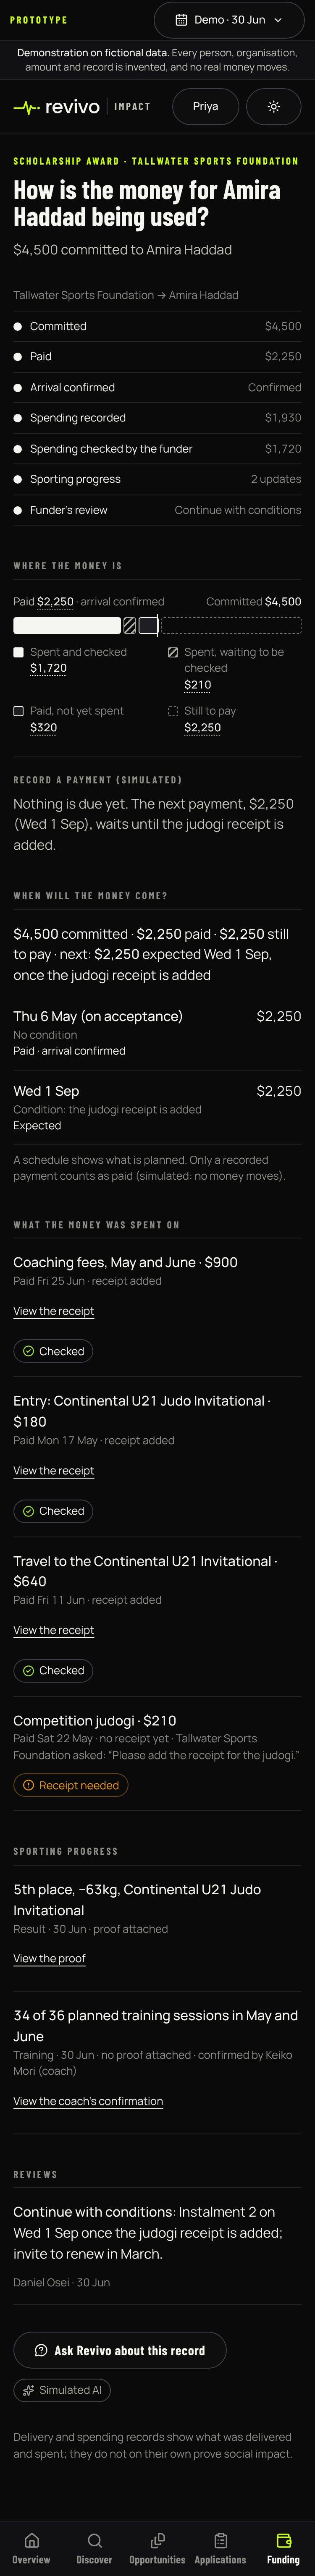 PROTOTYPE
Demo · 30 Jun
Demonstration on fictional data. Every person, organisation,
amount and record is invented, and no real money moves.
revivo IMPACT
Priya
SCHOLARSHIP AWARD · TALLWATER SPORTS FOUNDATION
How is the money for Amira
Haddad being used?
$4,500 committed to Amira Haddad
Tallwater Sports Foundation → Amira Haddad
Committed $4,500
Paid $2,250
Arrival confirmed Confirmed
Spending recorded $1,930
Spending checked by the funder $1,720
Sporting progress 2 updates
Funder's review Continue with conditions
WHERE THE MONEY IS
Paid $2,250 · arrival confirmed Committed $4,500
Spent and checked
$1,720
Spent, waiting to be
checked
$210
Paid, not yet spent
$320
Still to pay
$2,250
RECORD A PAYMENT (SIMULATED)
Nothing is due yet. The next payment, $2,250
(Wed 1 Sep), waits until the judogi receipt is
added.
WHEN WILL THE MONEY COME?
$4,500 committed · $2,250 paid · $2,250 still
to pay · next: $2,250 expected Wed 1 Sep,
once the judogi receipt is added
Thu 6 May (on acceptance) $2,250
No condition
Paid · arrival confirmed
Wed 1 Sep $2,250
Condition: the judogi receipt is added
Expected
A schedule shows what is planned. Only a recorded
payment counts as paid (simulated: no money moves).
WHAT THE MONEY WAS SPENT ON
Coaching fees, May and June · $900
Paid Fri 25 Jun · receipt added
View the receipt
Checked
Entry: Continental U21 Judo Invitational ·
$180
Paid Mon 17 May · receipt added
View the receipt
Checked
Travel to the Continental U21 Invitational ·
$640
Paid Fri 11 Jun · receipt added
View the receipt
Checked
Competition judogi · $210
Paid Sat 22 May · no receipt yet · Tallwater Sports
Foundation asked: “Please add the receipt for the judogi.”
Receipt needed
SPORTING PROGRESS
5th place, −63kg, Continental U21 Judo
Invitational
Result · 30 Jun · proof attached
View the proof
34 of 36 planned training sessions in May and
June
Training · 30 Jun · no proof attached · confirmed by Keiko
Mori (coach)
View the coach's confirmation
REVIEWS
Continue with conditions: Instalment 2 on
Wed 1 Sep once the judogi receipt is added;
invite to renew in March.
Daniel Osei · 30 Jun
Ask Revivo about this record
Simulated AI
Delivery and spending records show what was delivered
and spent; they do not on their own prove social impact.
Overview Discover Opportunities Applications Funding